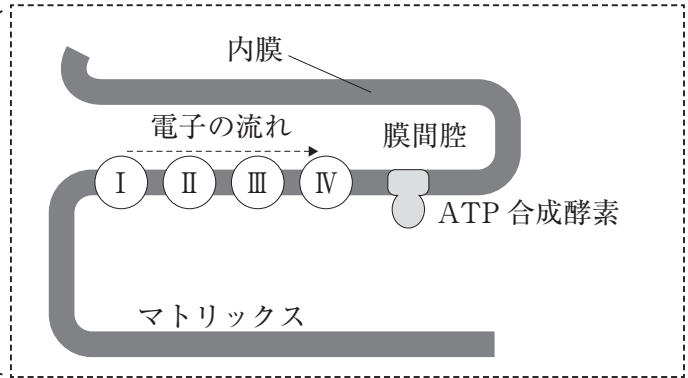 内膜
電子の流れ
膜間腔
Ⅰ Ⅱ Ⅲ Ⅳ
ATP 合成酵素
マトリックス